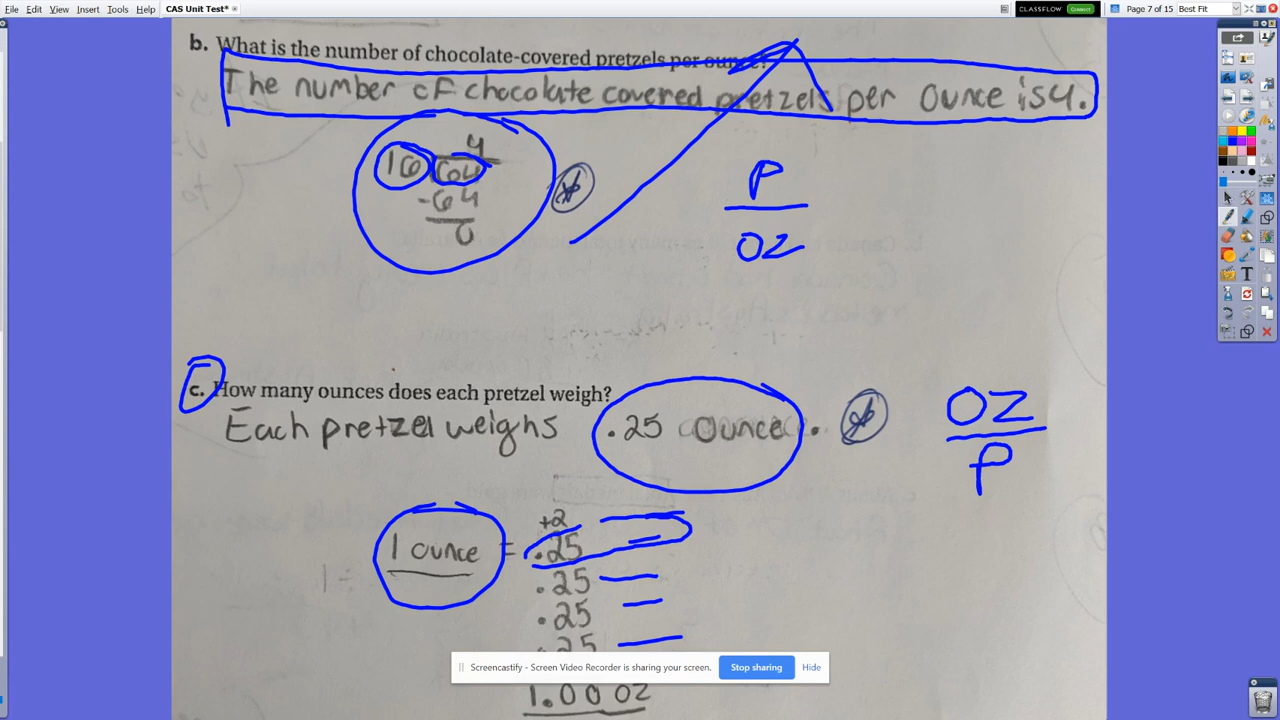 File Edit View Insert Tools Help CAS Unit Test* CLASSFLOW Connect Page 7 of 15 Best Fit
b. What is the number of chocolate-covered pretzels per ounce?
The number of chocolate covered pretzels per ounce is 4.
4
16 64
-64
0
P
OZ
c. How many ounces does each pretzel weigh?
Each pretzel weighs .25 ounce.
OZ
P
+2
1 ounce = .25
.25
.25
.25
Screencastify - Screen Video Recorder is sharing your screen. Stop sharing Hide
1.00 oz